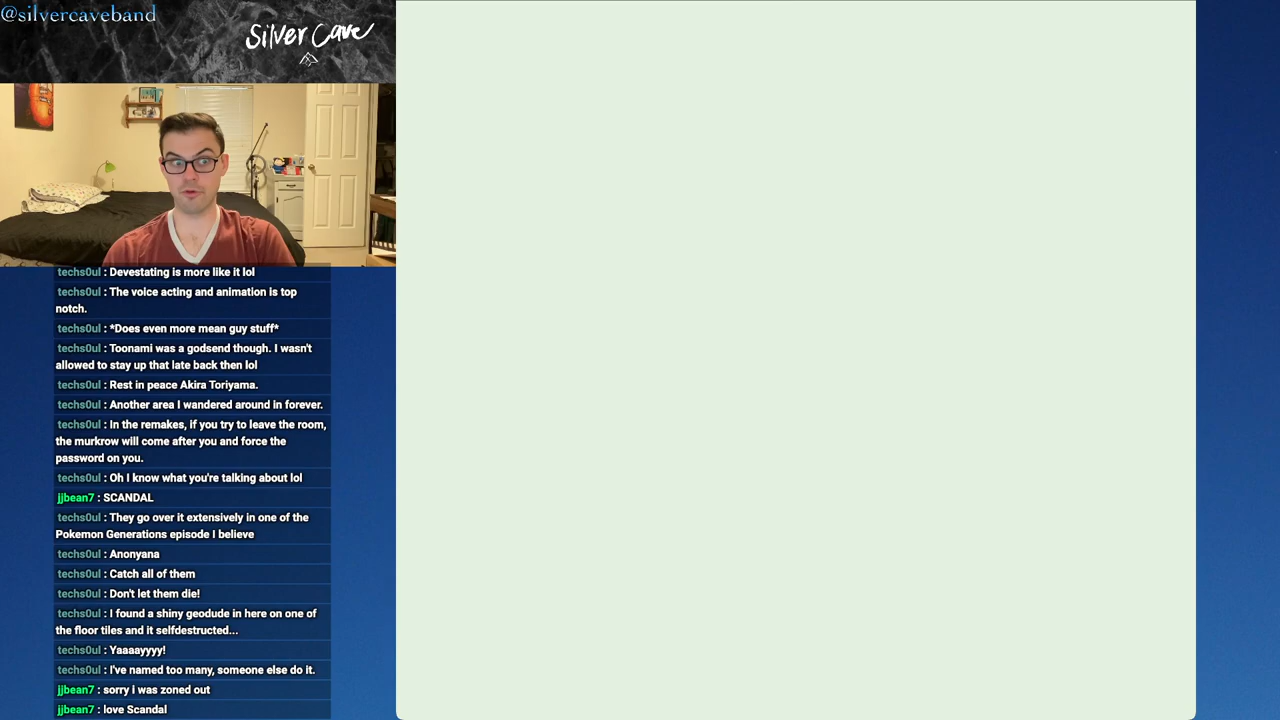 @silvercaveband
Silver Cave
techs0ul : Devestating is more like it lol
techs0ul : The voice acting and animation is top
notch.
techs0ul : *Does even more mean guy stuff*
techs0ul : Toonami was a godsend though. I wasn't
allowed to stay up that late back then lol
techs0ul : Rest in peace Akira Toriyama.
techs0ul : Another area I wandered around in forever.
techs0ul : In the remakes, if you try to leave the room,
the murkrow will come after you and force the
password on you.
techs0ul : Oh I know what you're talking about lol
jjbean7 : SCANDAL
techs0ul : They go over it extensively in one of the
Pokemon Generations episode I believe
techs0ul : Anonyana
techs0ul : Catch all of them
techs0ul : Don't let them die!
techs0ul : I found a shiny geodude in here on one of
the floor tiles and it selfdestructed...
techs0ul : Yaaaayyyy!
techs0ul : I've named too many, someone else do it.
jjbean7 : sorry i was zoned out
jjbean7 : love Scandal